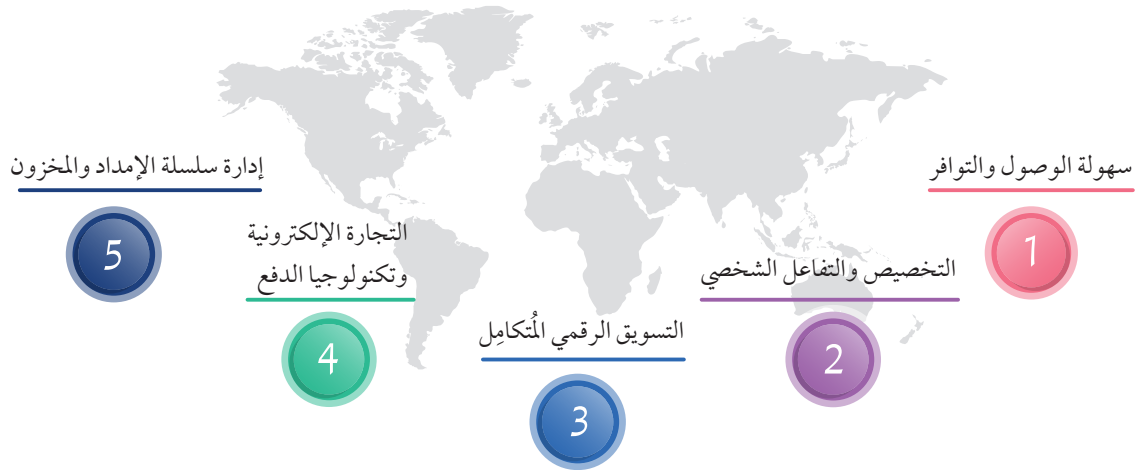 سهولة الوصول والتوافر
1
التخصيص والتفاعل الشخصي
2
التسويق الرقمي المُتكامِل
3
التجارة الإلكترونية
وتكنولوجيا الدفع
4
إدارة سلسلة الإمداد والمخزون
5